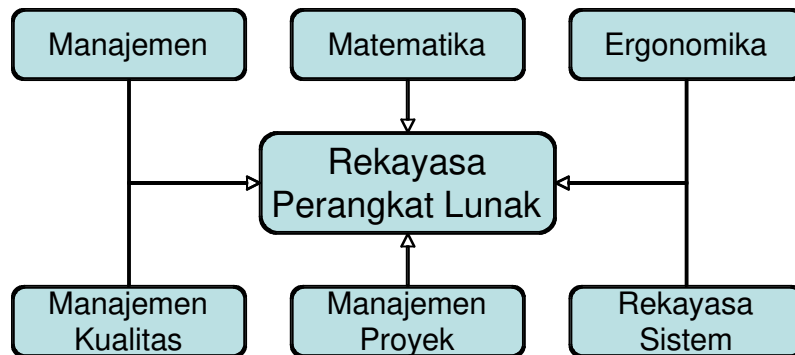 Manajemen
Matematika
Ergonomika
Rekayasa
Perangkat Lunak
Manajemen
Kualitas
Manajemen
Proyek
Rekayasa
Sistem